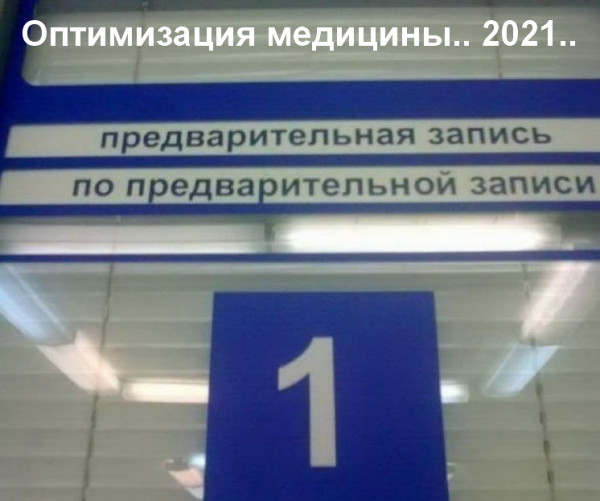 Оптимизация медицины.. 2021..
предварительная запись
по предварительной записи
1